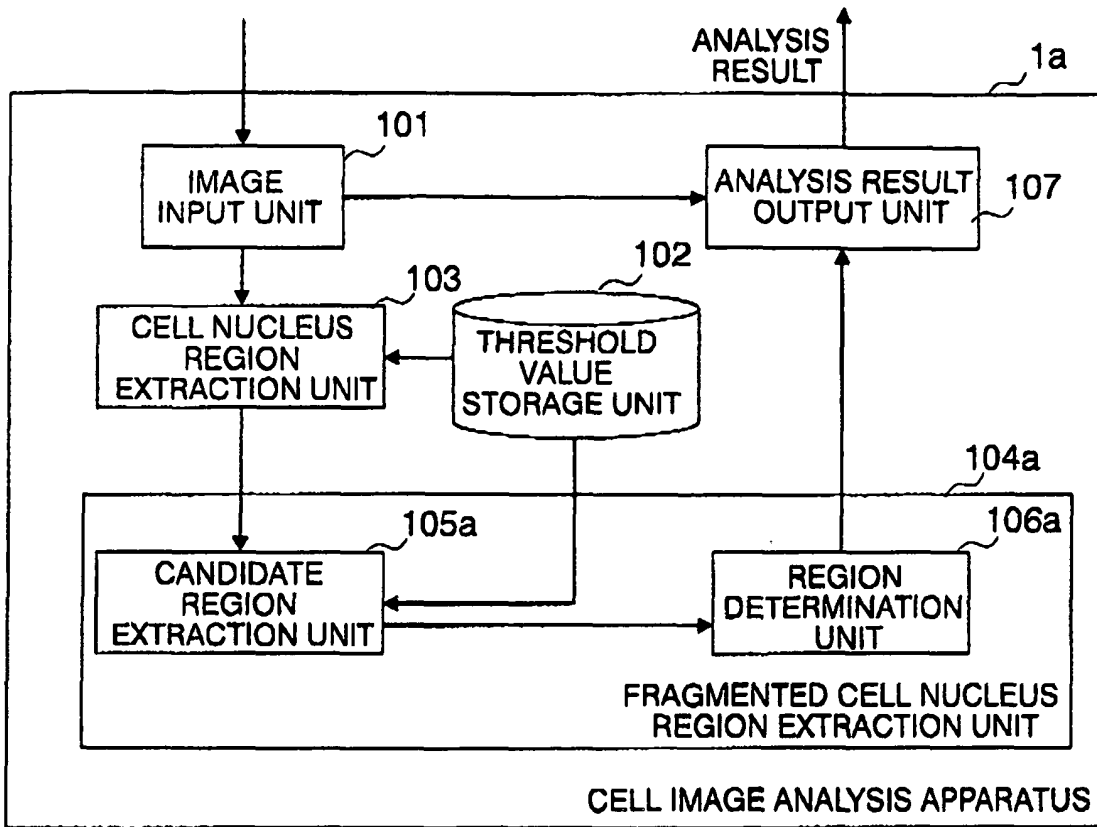 ANALYSIS
RESULT
1a
101
IMAGE
INPUT UNIT
ANALYSIS RESULT
OUTPUT UNIT
107
103
102
CELL NUCLEUS
REGION
EXTRACTION UNIT
THRESHOLD
VALUE
STORAGE UNIT
104a
105a
106a
CANDIDATE
REGION
EXTRACTION UNIT
REGION
DETERMINATION
UNIT
FRAGMENTED CELL NUCLEUS
REGION EXTRACTION UNIT
CELL IMAGE ANALYSIS APPARATUS